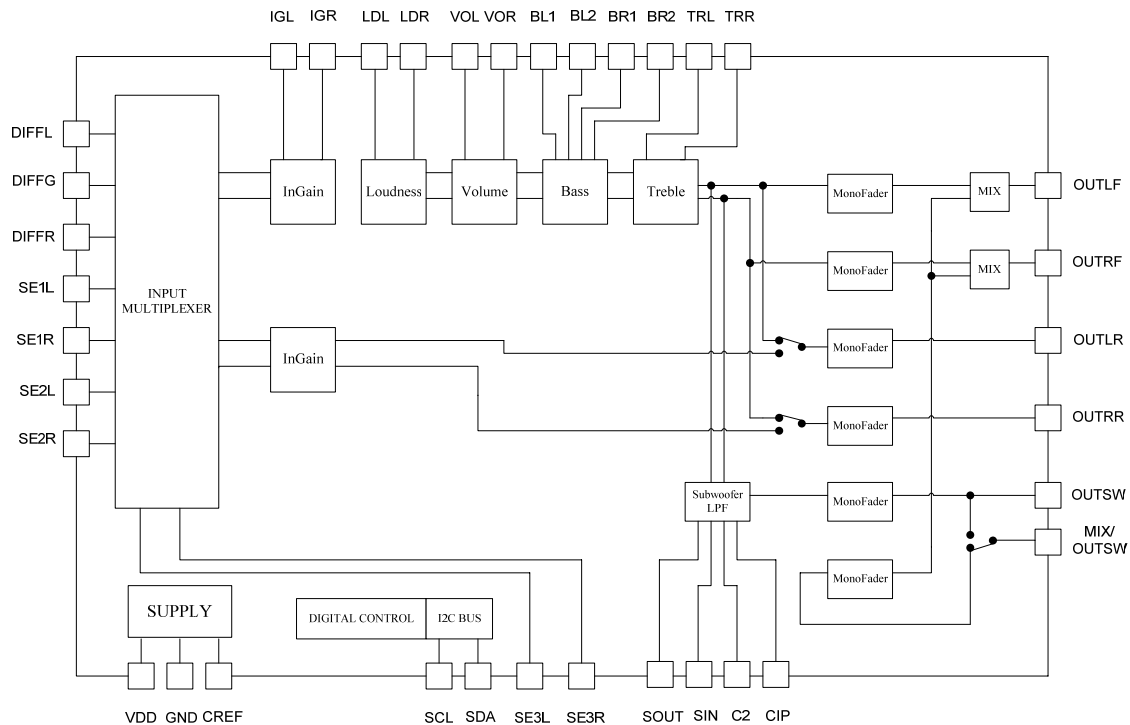 IGL IGR LDL LDR VOL VOR BL1 BL2 BR1 BR2 TRL TRR
DIFFL
DIFFG
DIFFR
SE1L
SE1R
SE2L
SE2R
INPUT
MULTIPLEXER
InGain
Loudness
Volume
Bass
Treble
MonoFader
MIX
OUTLF
MonoFader
MIX
OUTRF
InGain
MonoFader
OUTLR
MonoFader
OUTRR
Subwoofer
LPF
MonoFader
OUTSW
MIX/
OUTSW
MonoFader
SUPPLY
DIGITAL CONTROL
I2C BUS
VDD GND CREF SCL SDA SE3L SE3R SOUT SIN C2 CIP